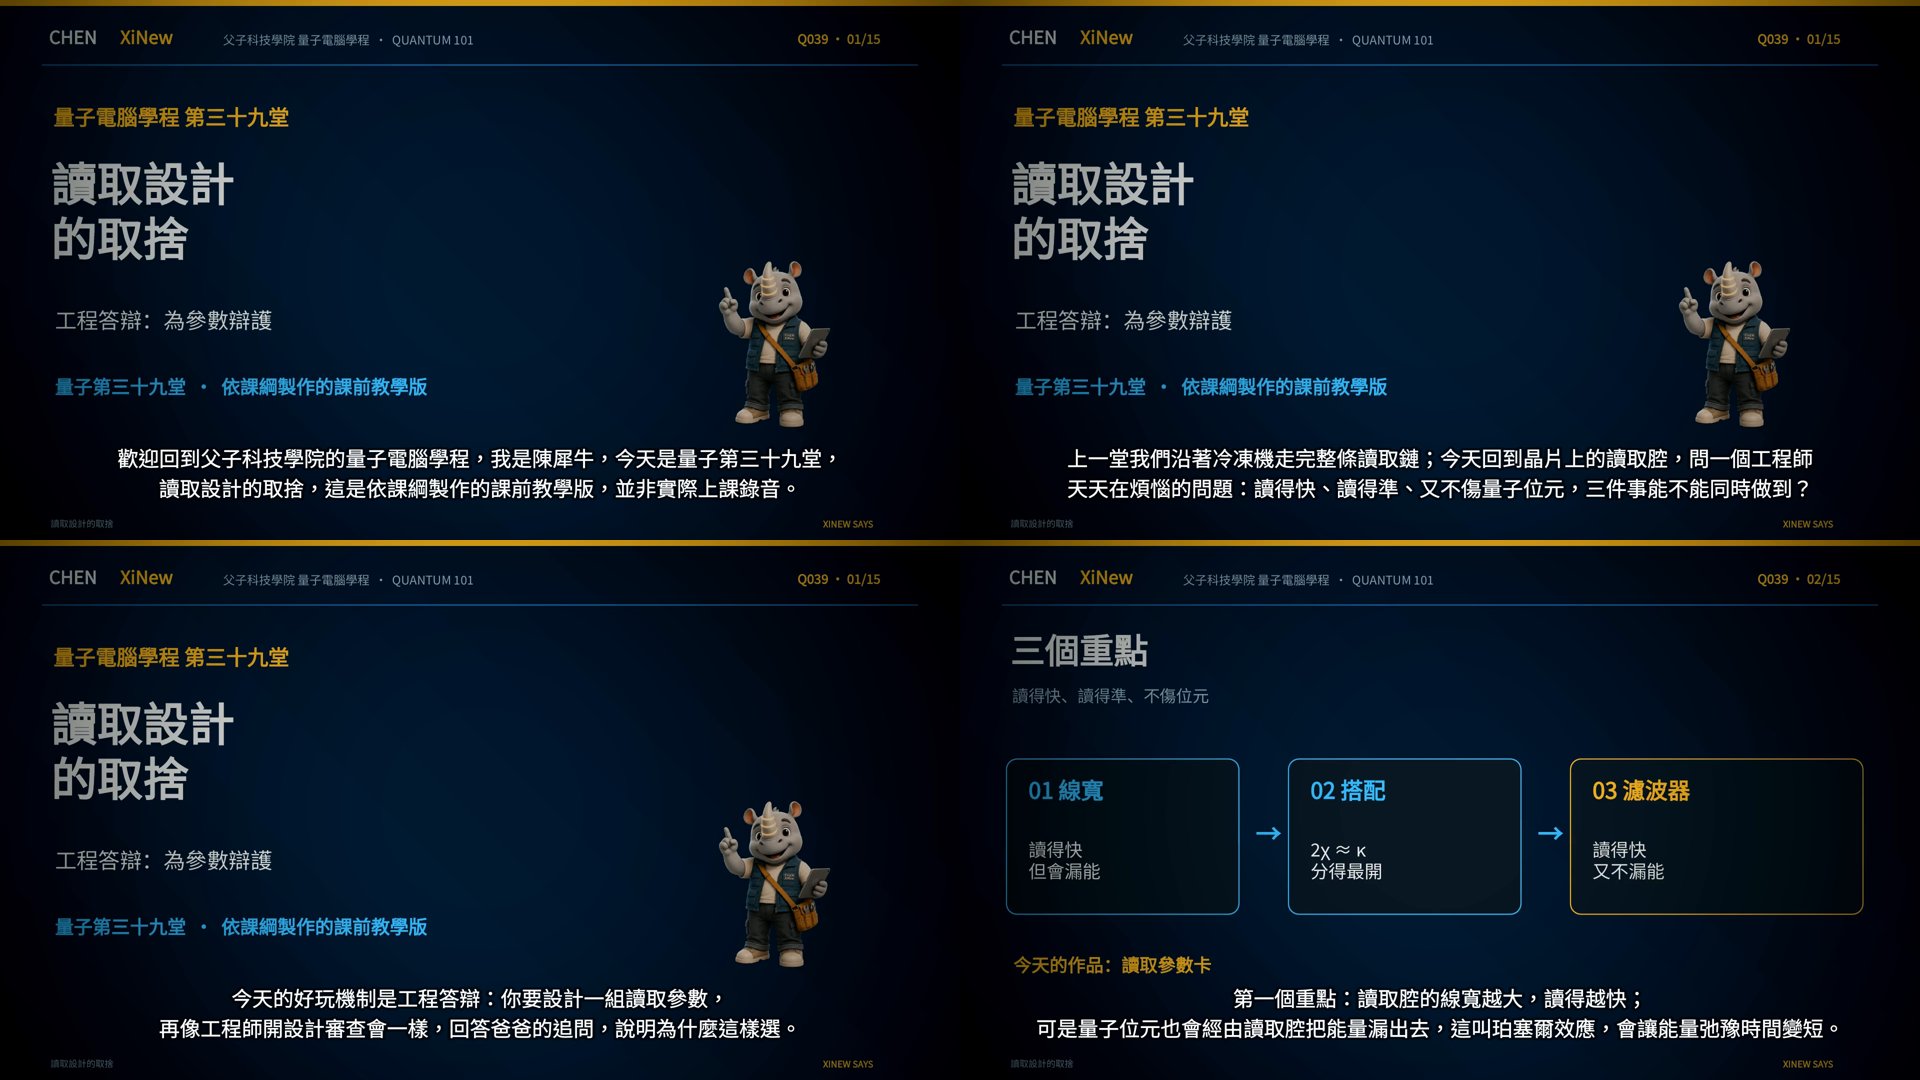 CHEN XiNew 父子科技學院 量子電腦學程 · QUANTUM 101 Q039 · 01/15
量子電腦學程 第三十九堂
讀取設計
的取捨
工程答辯：為參數辯護
量子第三十九堂 · 依課綱製作的課前教學版
歡迎回到父子科技學院的量子電腦學程，我是陳犀牛，今天是量子第三十九堂，
讀取設計的取捨，這是依課綱製作的課前教學版，並非實際上課錄音。
讀取設計的取捨 XINEW SAYS
CHEN XiNew 父子科技學院 量子電腦學程 · QUANTUM 101 Q039 · 01/15
量子電腦學程 第三十九堂
讀取設計
的取捨
工程答辯：為參數辯護
量子第三十九堂 · 依課綱製作的課前教學版
上一堂我們沿著冷凍機走完整條讀取鏈；今天回到晶片上的讀取腔，問一個工程師
天天在煩惱的問題：讀得快、讀得準、又不傷量子位元，三件事能不能同時做到？
讀取設計的取捨 XINEW SAYS
CHEN XiNew 父子科技學院 量子電腦學程 · QUANTUM 101 Q039 · 01/15
量子電腦學程 第三十九堂
讀取設計
的取捨
工程答辯：為參數辯護
量子第三十九堂 · 依課綱製作的課前教學版
今天的好玩機制是工程答辯：你要設計一組讀取參數，
再像工程師開設計審查會一樣，回答爸爸的追問，說明為什麼這樣選。
讀取設計的取捨 XINEW SAYS
CHEN XiNew 父子科技學院 量子電腦學程 · QUANTUM 101 Q039 · 02/15
三個重點
讀得快、讀得準、不傷位元
01 線寬
讀得快
但會漏能
→
02 搭配
2χ ≈ κ
分得最開
→
03 濾波器
讀得快
又不漏能
今天的作品：讀取參數卡
第一個重點：讀取腔的線寬越大，讀得越快；
可是量子位元也會經由讀取腔把能量漏出去，這叫珀塞爾效應，會讓能量弛豫時間變短。
讀取設計的取捨 XINEW SAYS